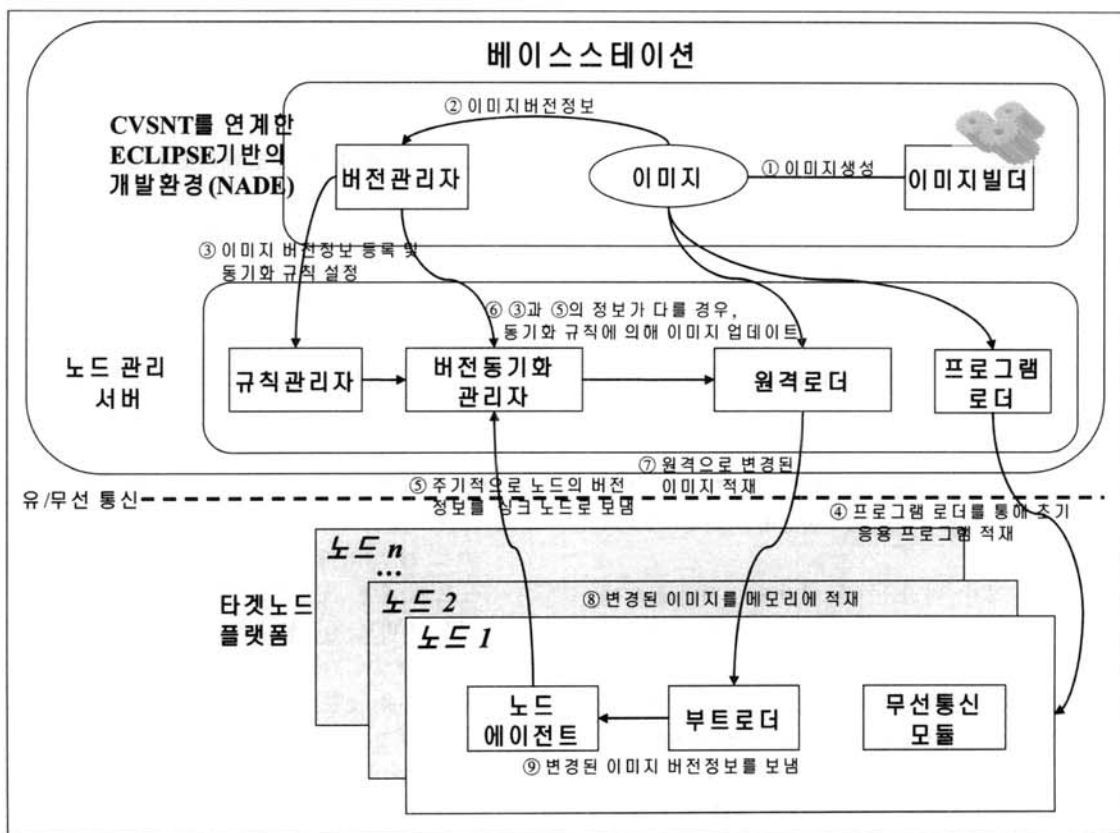 베이스스테이션
CVSNT를 연계한
ECLIPSE기반의
개발환경(NADE)
② 이미지버전정보
버전관리자
이미지
① 이미지생성
이미지빌더
③ 이미지 버전정보 등록 및
동기화 규칙 설정
⑥ ③과 ⑤의 정보가 다를 경우,
동기화 규칙에 의해 이미지 업데이트
노드 관리
서버
규칙관리자
버전동기화
관리자
원격로더
프로그램
로더
⑦ 원격으로 변경된
이미지 적재
유/무선 통신
⑤ 주기적으로 노드의 버전
정보를 싱크 노드로 보냄
④ 프로그램 로더를 통해 초기
응용 프로그램 적재
노드 n
...
노드 2
노드 1
타겟노드
플랫폼
⑧ 변경된 이미지를 메모리에 적재
노드
에이전트
부트로더
무선통신
모듈
⑨ 변경된 이미지 버전정보를 보냄